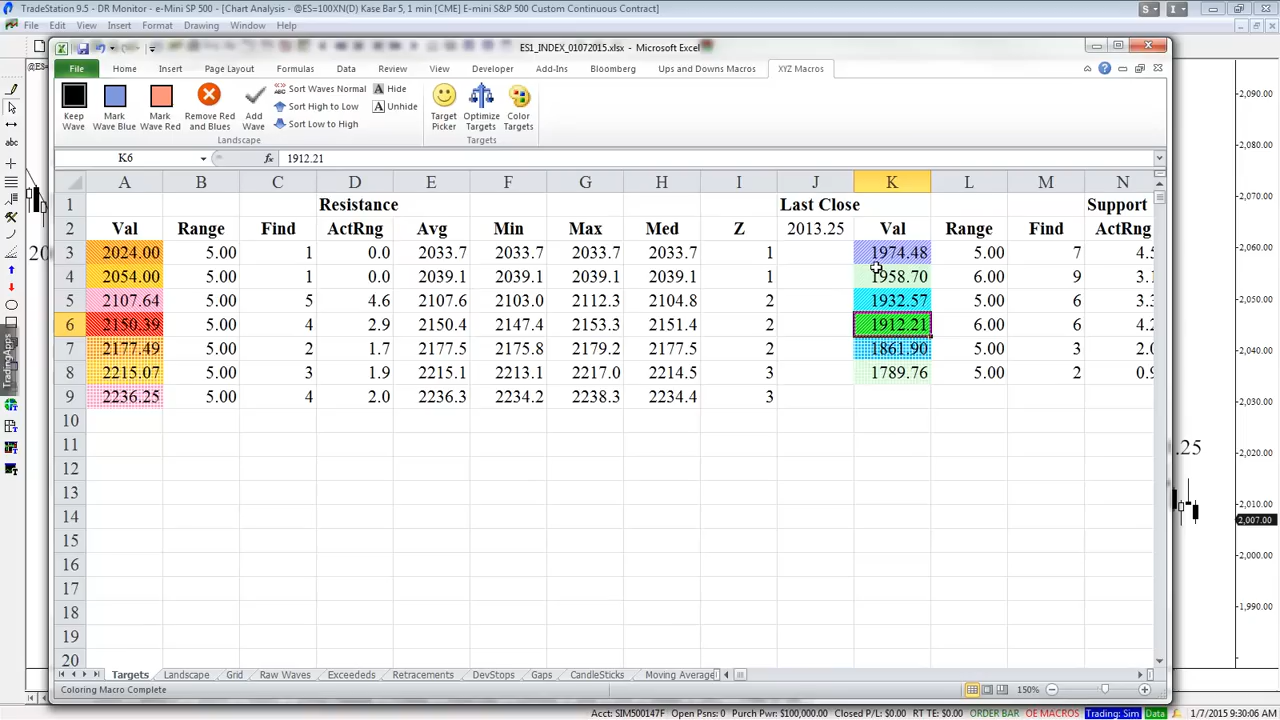 TradeStation 9.5 - DR Monitor - e-Mini SP 500 - [Chart Analysis - @ES=100XN(D) Kase Bar 5, 1 min [CME] E-mini S&P 500 Custom Continuous Contract]
File Edit View Insert Format Drawing Window Help
ES1_INDEX_01072015.xlsx - Microsoft Excel
File Home Insert Page Layout Formulas Data Review View Developer Add-Ins Bloomberg Ups and Downs Macros XYZ Macros
Keep Wave
Mark Wave Blue
Mark Wave Red
Remove Red and Blues
Add Wave
Sort Waves Normal
Sort High to Low
Sort Low to High
Hide
Unhide
Landscape
Target Picker
Optimize Targets
Color Targets
Targets
K6 fx 1912.21
A B C D E F G H I J K L M N
1 Resistance Last Close Support
2 Val Range Find ActRng Avg Min Max Med Z 2013.25 Val Range Find ActRng
3 2024.00 5.00 1 0.0 2033.7 2033.7 2033.7 2033.7 1 1974.48 5.00 7 4.5
4 2054.00 5.00 1 0.0 2039.1 2039.1 2039.1 2039.1 1 1958.70 6.00 9 3.1
5 2107.64 5.00 5 4.6 2107.6 2103.0 2112.3 2104.8 2 1932.57 5.00 6 3.3
6 2150.39 5.00 4 2.9 2150.4 2147.4 2153.3 2151.4 2 1912.21 6.00 6 4.2
7 2177.49 5.00 2 1.7 2177.5 2175.8 2179.2 2177.5 2 1861.90 5.00 3 2.0
8 2215.07 5.00 3 1.9 2215.1 2213.1 2217.0 2214.5 3 1789.76 5.00 2 0.9
9 2236.25 5.00 4 2.0 2236.3 2234.2 2238.3 2234.4 3
10
11
12
13
14
15
16
17
18
19
20
Targets Landscape Grid Raw Waves Exceededs Retracements DevStops Gaps CandleSticks Moving Average
Coloring Macro Complete 150%
@ES=
abc
TradingApps
20
.25
2,090.00
2,080.00
2,070.00
2,060.00
2,050.00
2,040.00
2,030.00
2,020.00
2,010.00
2,007.00
2,000.00
1,990.00
Acct: SIM500147F Open Psns: 0 Purch Pwr: $100,000.00 Closed P/L: $0.00 RT TE: $0.00 ORDER BAR OE MACROS Trading: Sim Data 1/7/2015 9:30:06 AM